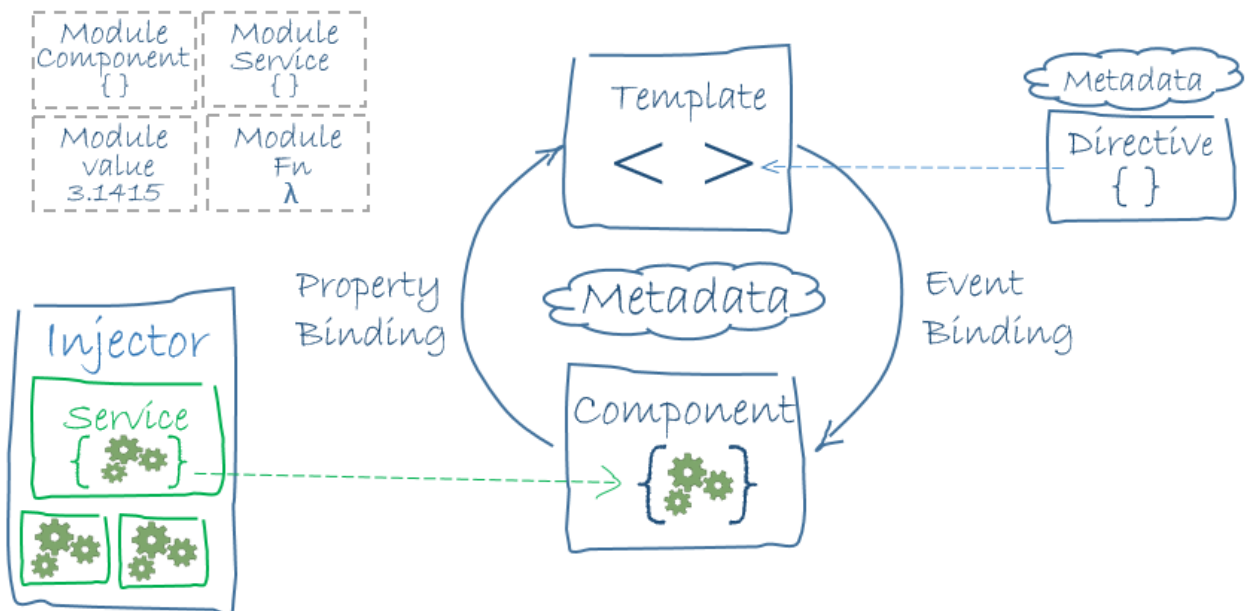 Module
Component
{ }
Module
Service
{ }
Module
value
3.1415
Module
Fn
λ
Template
< >
Metadata
Directive
{ }
Property
Binding
Metadata
Event
Binding
Injector
Service
{ }
Component
{ }